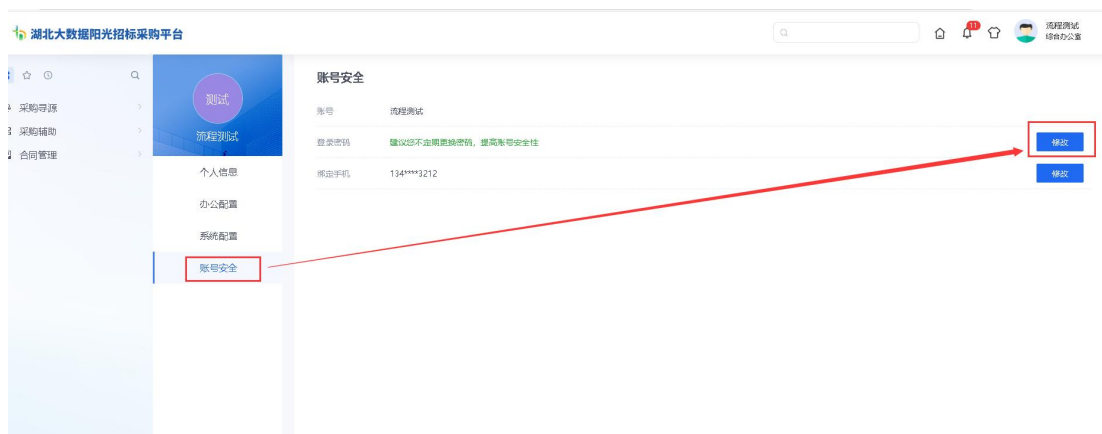 湖北大数据阳光招标采购平台
11
流程测试
综合办公室
采购寻源
采购辅助
合同管理
测试
流程测试
个人信息
办公配置
系统配置
账号安全
账号安全
账号 流程测试
登录密码 建议您不定期更换密码，提高账号安全性 修改
绑定手机 134****3212 修改